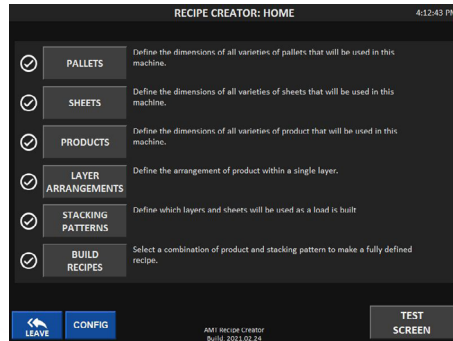 RECIPE CREATOR: HOME
4:12:43 PM
PALLETS
Define the dimensions of all varieties of pallets that will be used in this
machine.
SHEETS
Define the dimensions of all varieties of sheets that will be used in this
machine.
PRODUCTS
Define the dimensions of all varieties of product that will be used in this
machine.
LAYER
ARRANGEMENTS
Define the arrangement of product within a single layer.
STACKING
PATTERNS
Define which layers and sheets will be used as a load is built
BUILD
RECIPES
Select a combination of product and stacking pattern to make a fully defined
recipe.
LEAVE
CONFIG
AMT Recipe Creator
Build: 2021.02.24
TEST
SCREEN